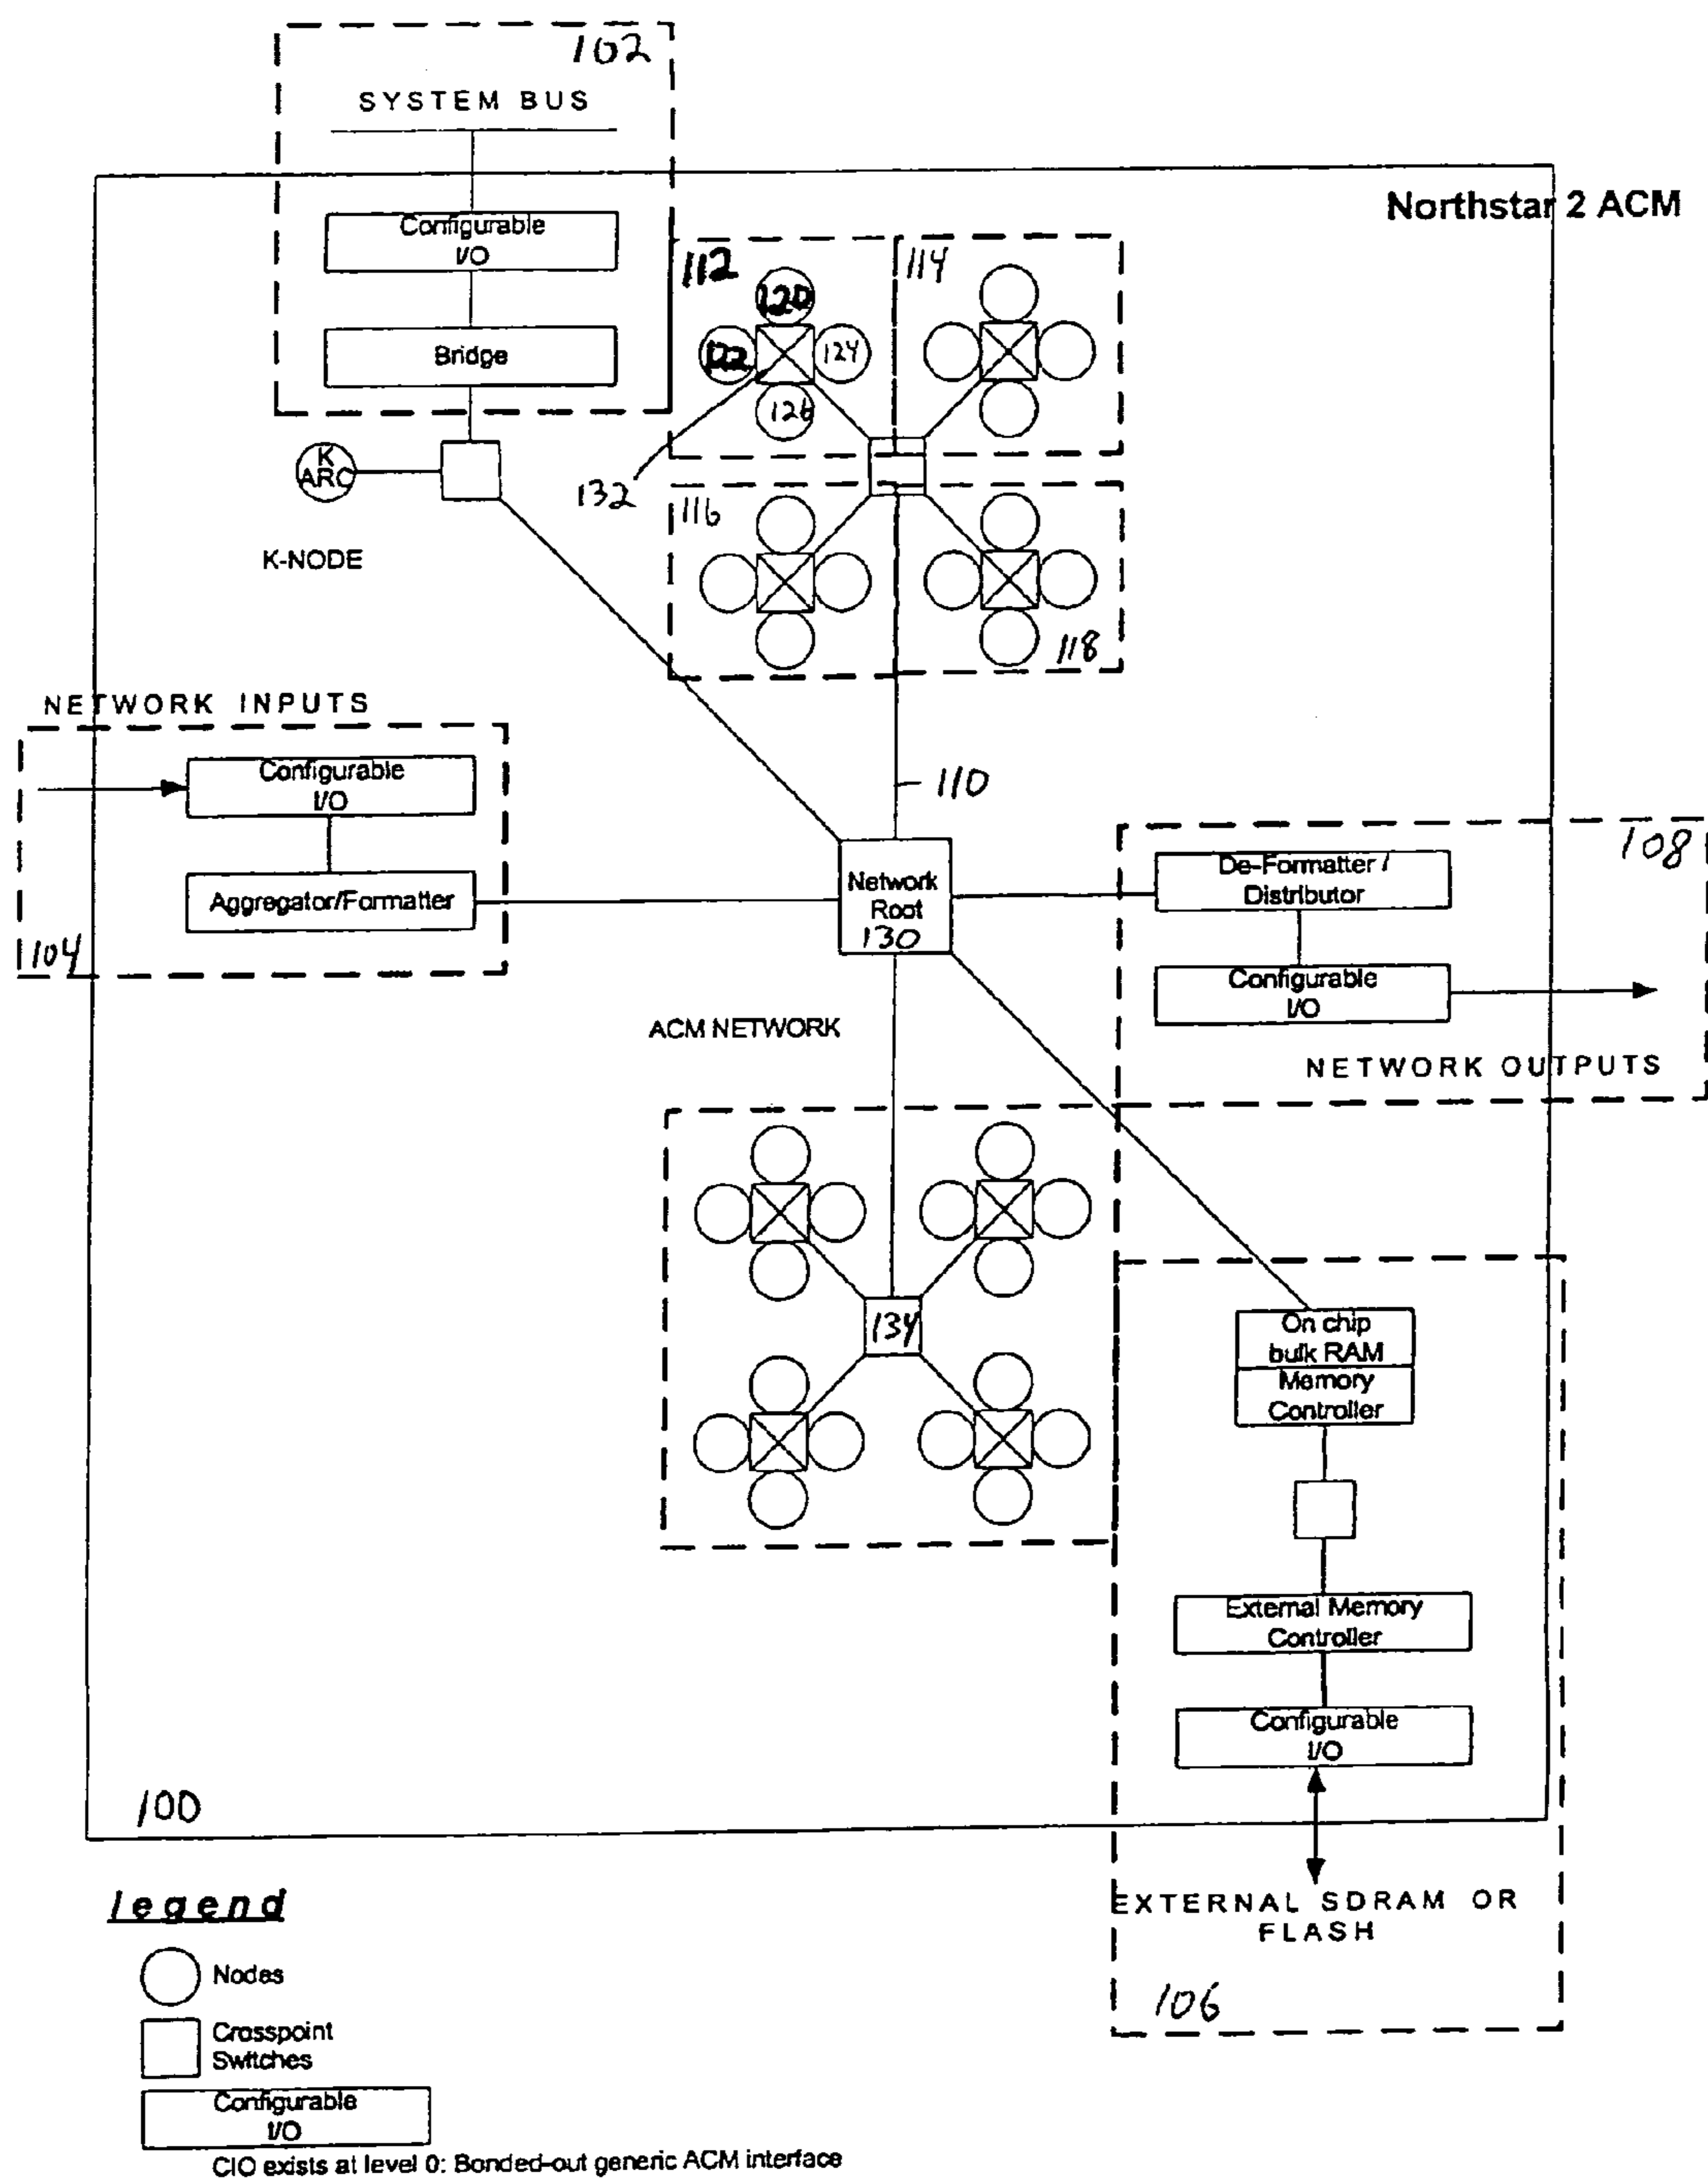 102
SYSTEM BUS
Northstar 2 ACM
Configurable
I/O
Bridge
112
114
120
122
124
126
K
ARC
132
116
118
K-NODE
NETWORK INPUTS
Configurable
I/O
Aggregator/Formatter
104
110
Network
Root
130
108
De-Formatter /
Distributor
Configurable
I/O
NETWORK OUTPUTS
ACM NETWORK
134
On chip
bulk RAM
Memory
Controller
External Memory
Controller
Configurable
I/O
100
EXTERNAL SDRAM OR
FLASH
106
legend
Nodes
Crosspoint
Switches
Configurable
I/O
CIO exists at level 0: Bonded-out generic ACM interface